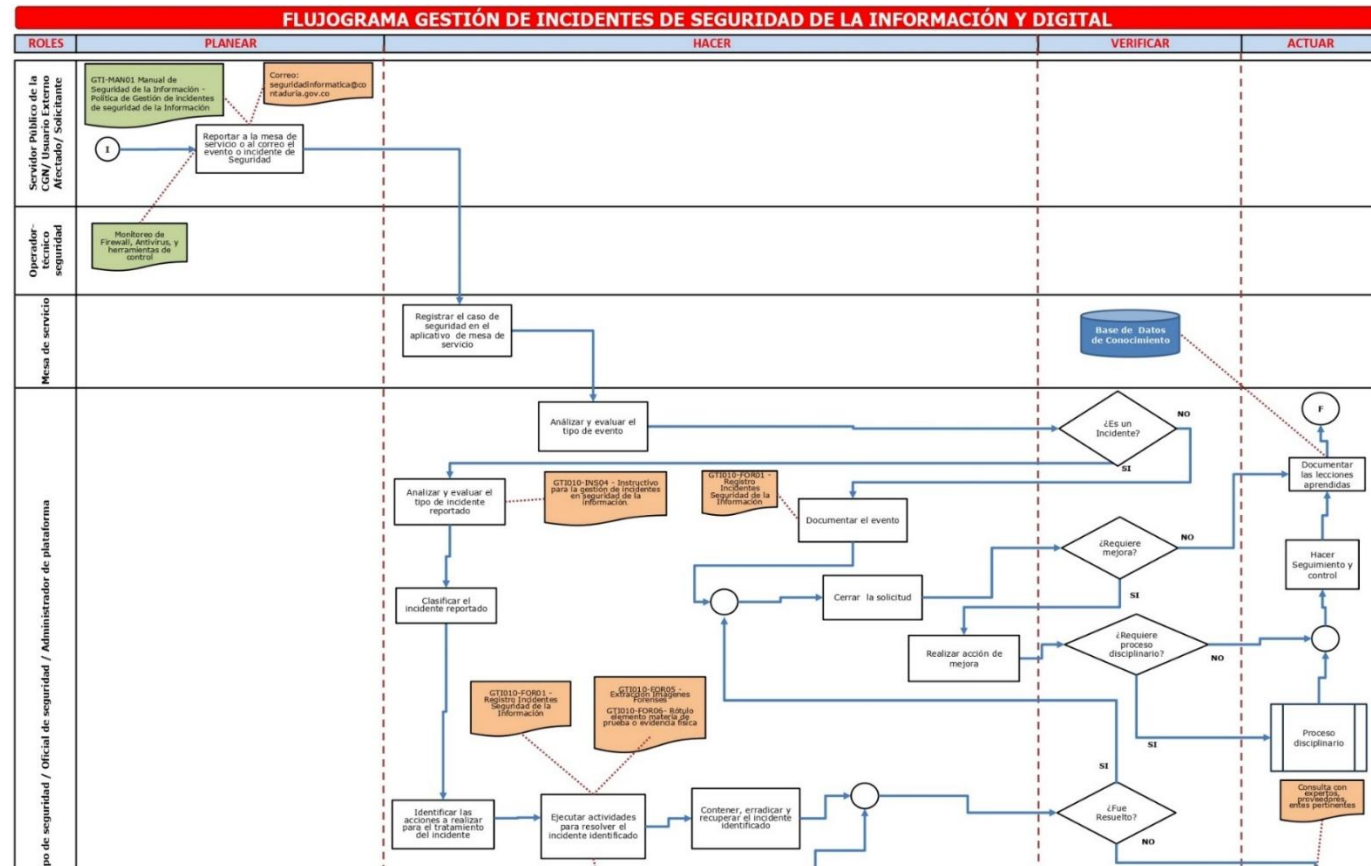 FLUJOGRAMA GESTIÓN DE INCIDENTES DE SEGURIDAD DE LA INFORMACIÓN Y DIGITAL
ROLES
PLANEAR
HACER
VERIFICAR
ACTUAR
Servidor Público de la
CGN/ Usuario Externo
Afectado/ Solicitante
GTI-MAN01 Manual de
Seguridad de la Información -
Política de Gestión de incidentes
de seguridad de la Información
Correo:
seguridadinformatica@co
ntaduria.gov.co
I
Reportar a la mesa de
servicio o al correo el
evento o incidente de
Seguridad
Operador-
técnico
seguridad
Monitoreo de
Firewall, Antivirus, y
herramientas de
control
Mesa de servicio
Registrar el caso de
seguridad en el
aplicativo de mesa de
servicio
Base de Datos
de Conocimiento
po de seguridad / Oficial de seguridad / Administrador de plataforma
Análizar y evaluar el
tipo de evento
¿Es un
Incidente?
NO
SI
F
Analizar y evaluar el
tipo de incidente
reportado
GTI010-INS04 - Instructivo
para la gestión de incidentes
en seguridad de la
información
GTI010-FOR01 -
Registro
Incidentes
Seguridad de la
Información
Documentar el evento
Documentar
las lecciones
aprendidas
¿Requiere
mejora?
NO
SI
Hacer
Seguimiento y
control
Clasificar el
incidente reportado
Cerrar la solicitud
Realizar acción de
mejora
¿Requiere
proceso
disciplinario?
NO
SI
GTI010-FOR01 -
Registro Incidentes
Seguridad de la
Información
GTI010-FOR05 -
Extracción Imágenes
Forenses
GTI010-FOR06- Rótulo
elemento materia de
prueba o evidencia física
Proceso
disciplinario
SI
Identificar las
acciones a realizar
para el tratamiento
del incidente
Ejecutar actividades
para resolver el
incidente identificado
Contener, erradicar y
recuperar el incidente
identificado
¿Fue
Resuelto?
NO
Consulta con
expertos,
proveedores,
entes pertinentes